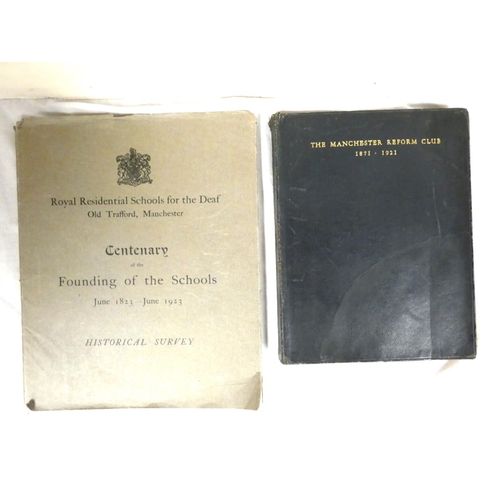 Royal Residential Schools for the Deaf
Old Trafford, Manchester
Centenary
of the
Founding of the Schools
June 1823—June 1923
HISTORICAL SURVEY
THE MANCHESTER REFORM CLUB
1871 · 1921